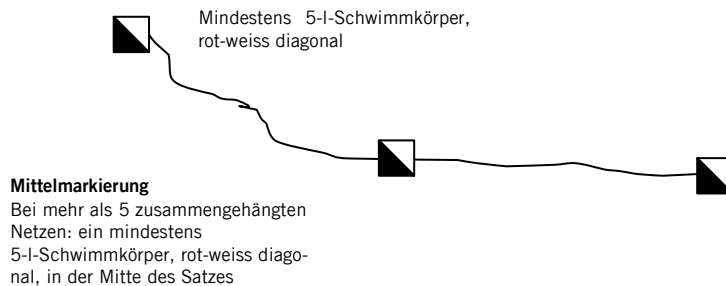 Mindestens 5-l-Schwimmkörper,
rot-weiss diagonal
Mittelmarkierung
Bei mehr als 5 zusammengehängten
Netzen: ein mindestens
5-l-Schwimmkörper, rot-weiss diago-
nal, in der Mitte des Satzes